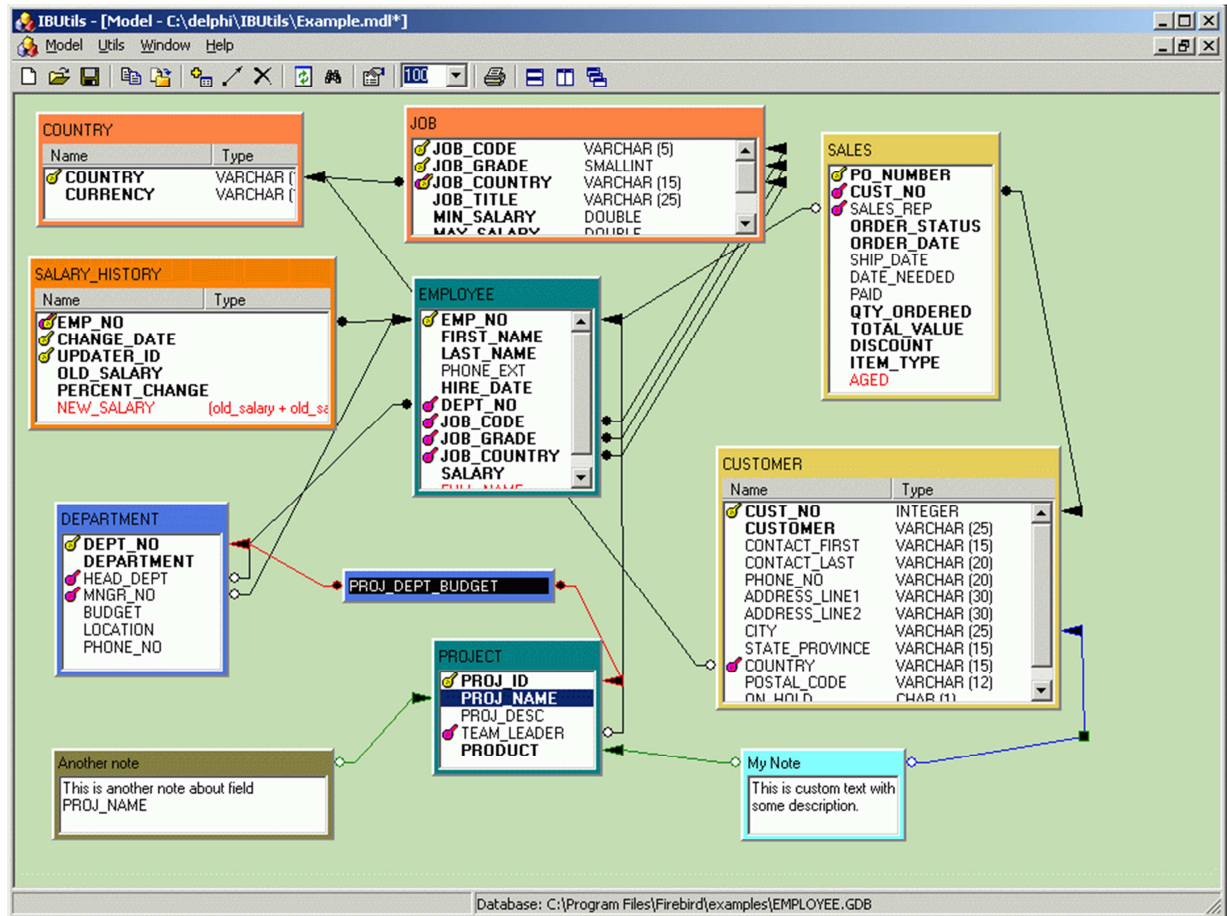 IBUtils - [Model - C:\delphi\IBUtils\Example.mdl*]
Model Utils Window Help
100
COUNTRY
Name Type
COUNTRY VARCHAR (
CURRENCY VARCHAR (
JOB
JOB_CODE VARCHAR (5)
JOB_GRADE SMALLINT
JOB_COUNTRY VARCHAR (15)
JOB_TITLE VARCHAR (25)
MIN_SALARY DOUBLE
MAX_SALARY DOUBLE
SALES
PO_NUMBER
CUST_NO
SALES_REP
ORDER_STATUS
ORDER_DATE
SHIP_DATE
DATE_NEEDED
PAID
QTY_ORDERED
TOTAL_VALUE
DISCOUNT
ITEM_TYPE
AGED
SALARY_HISTORY
Name Type
EMP_NO
CHANGE_DATE
UPDATER_ID
OLD_SALARY
PERCENT_CHANGE
NEW_SALARY (old_salary + old_sa
EMPLOYEE
EMP_NO
FIRST_NAME
LAST_NAME
PHONE_EXT
HIRE_DATE
DEPT_NO
JOB_CODE
JOB_GRADE
JOB_COUNTRY
SALARY
FULL_NAME
CUSTOMER
Name Type
CUST_NO INTEGER
CUSTOMER VARCHAR (25)
CONTACT_FIRST VARCHAR (15)
CONTACT_LAST VARCHAR (20)
PHONE_NO VARCHAR (20)
ADDRESS_LINE1 VARCHAR (30)
ADDRESS_LINE2 VARCHAR (30)
CITY VARCHAR (25)
STATE_PROVINCE VARCHAR (15)
COUNTRY VARCHAR (15)
POSTAL_CODE VARCHAR (12)
ON_HOLD CHAR (1)
DEPARTMENT
DEPT_NO
DEPARTMENT
HEAD_DEPT
MNGR_NO
BUDGET
LOCATION
PHONE_NO
PROJ_DEPT_BUDGET
PROJECT
PROJ_ID
PROJ_NAME
PROJ_DESC
TEAM_LEADER
PRODUCT
Another note
This is another note about field
PROJ_NAME
My Note
This is custom text with
some description.
Database: C:\Program Files\Firebird\examples\EMPLOYEE.GDB